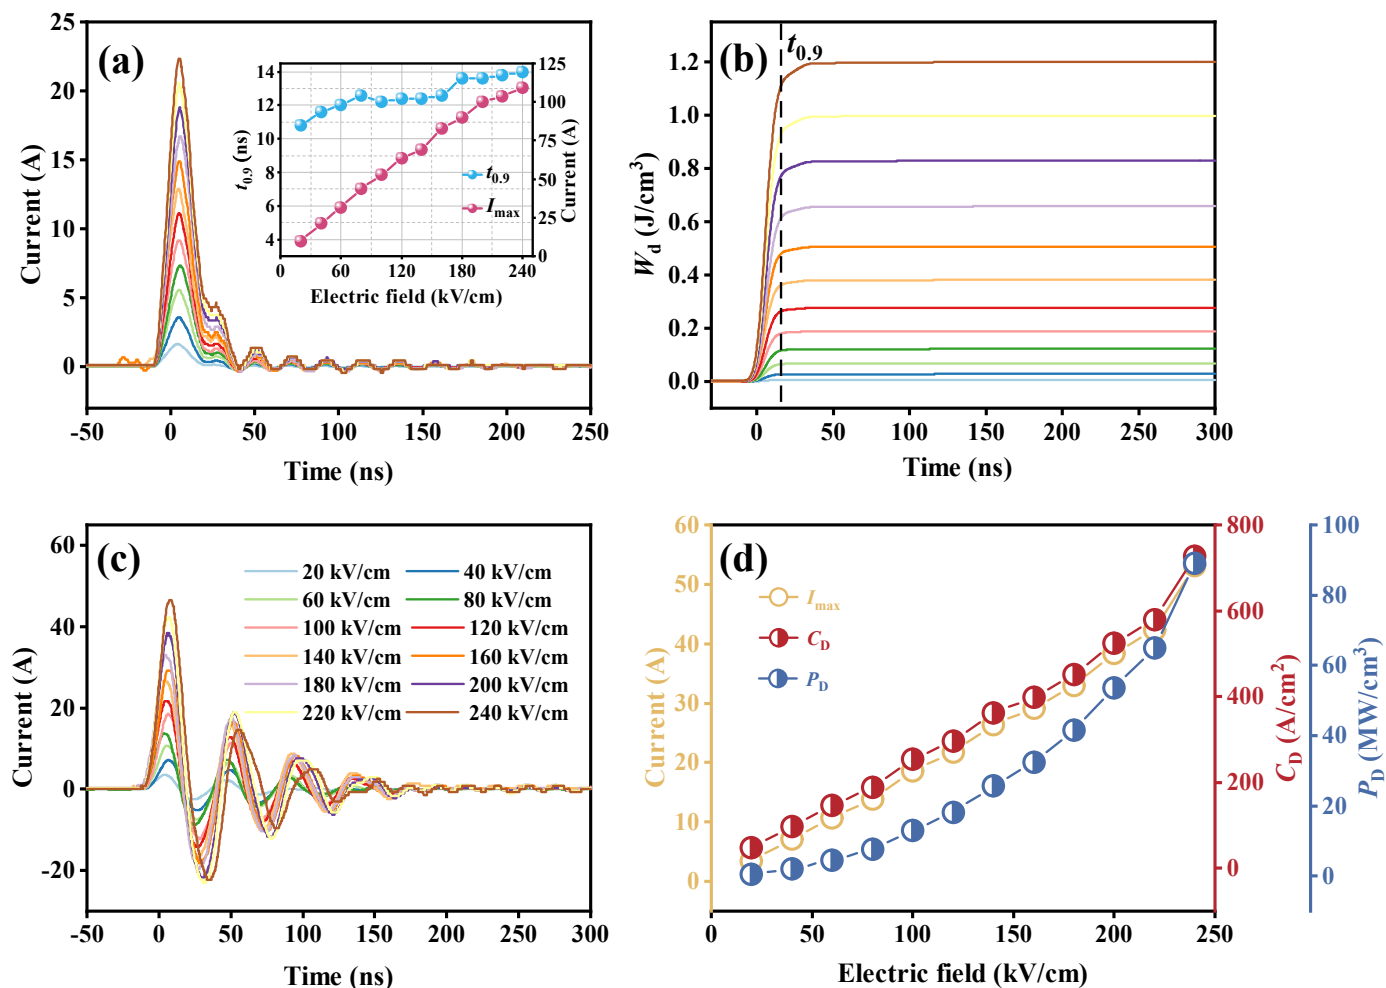 (a)
25
20
15
10
5
0
-50 0 50 100 150 200 250
Current (A)
Time (ns)
14
12
10
8
6
4
0 60 120 180 240
125
100
75
50
25
0
t0.9 (ns)
Current (A)
Electric field (kV/cm)
t0.9
Imax
(b)
t0.9
1.2
1.0
0.8
0.6
0.4
0.2
0.0
0 50 100 150 200 250 300
Wd (J/cm3)
Time (ns)
(c)
60
40
20
0
-20
-50 0 50 100 150 200 250 300
Current (A)
Time (ns)
20 kV/cm 40 kV/cm
60 kV/cm 80 kV/cm
100 kV/cm 120 kV/cm
140 kV/cm 160 kV/cm
180 kV/cm 200 kV/cm
220 kV/cm 240 kV/cm
(d)
60
50
40
30
20
10
0
Current (A)
0 50 100 150 200 250
Electric field (kV/cm)
Imax
CD
PD
800
600
400
200
0
CD (A/cm2)
100
80
60
40
20
0
PD (MW/cm3)